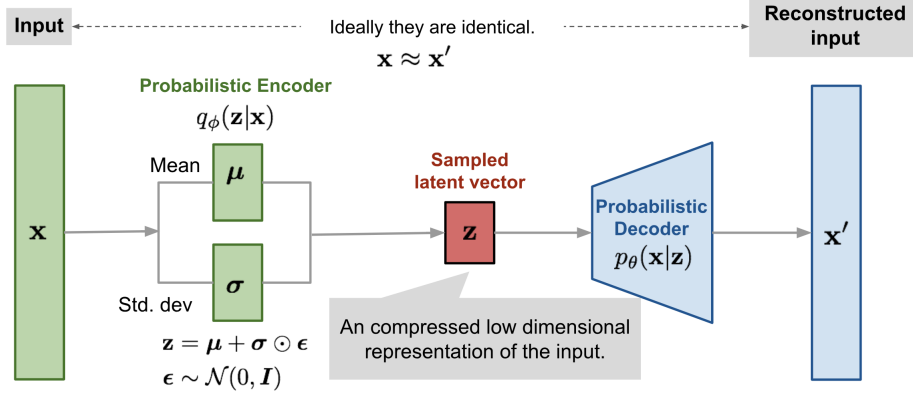 Input
Ideally they are identical.
x ≈ x′
Reconstructed
input
Probabilistic Encoder
qϕ(z|x)
Mean
μ
x
σ
Std. dev
z = μ + σ ⊙ ϵ
ϵ ∼ 𝒩(0, I)
Sampled
latent vector
z
An compressed low dimensional
representation of the input.
Probabilistic
Decoder
pθ(x|z)
x′